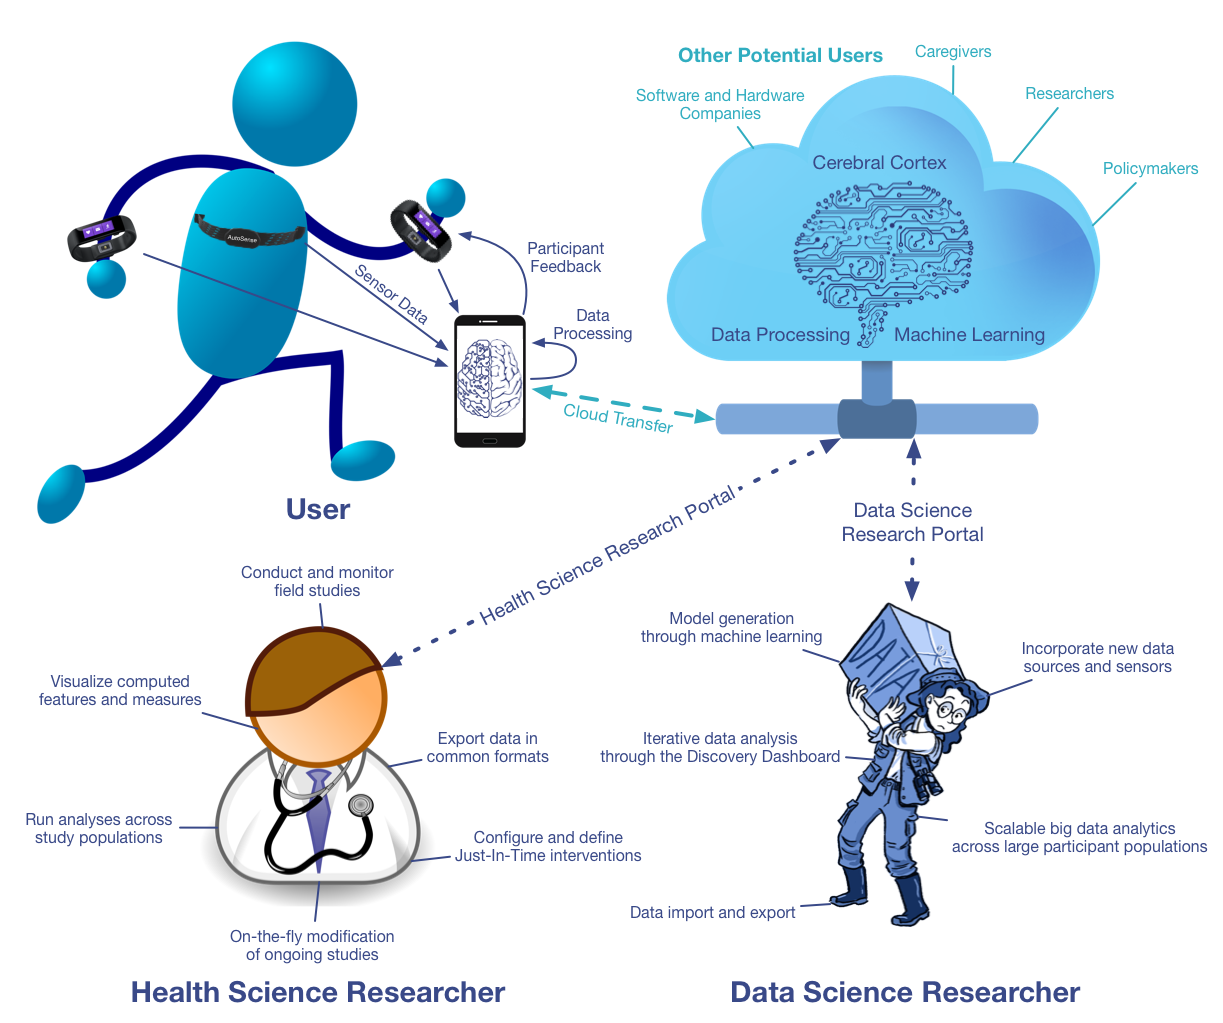 Other Potential Users
Caregivers
Software and Hardware
Companies
Researchers
Policymakers
Cerebral Cortex
Data Processing
Machine Learning
AutoSense
Sensor Data
Participant
Feedback
Data
Processing
Cloud Transfer
User
Health Science Research Portal
Data Science
Research Portal
Conduct and monitor
field studies
Visualize computed
features and measures
Export data in
common formats
Run analyses across
study populations
Configure and define
Just-In-Time interventions
On-the-fly modification
of ongoing studies
Health Science Researcher
Model generation
through machine learning
DATA
Incorporate new data
sources and sensors
Iterative data analysis
through the Discovery Dashboard
Scalable big data analytics
across large participant populations
Data import and export
Data Science Researcher